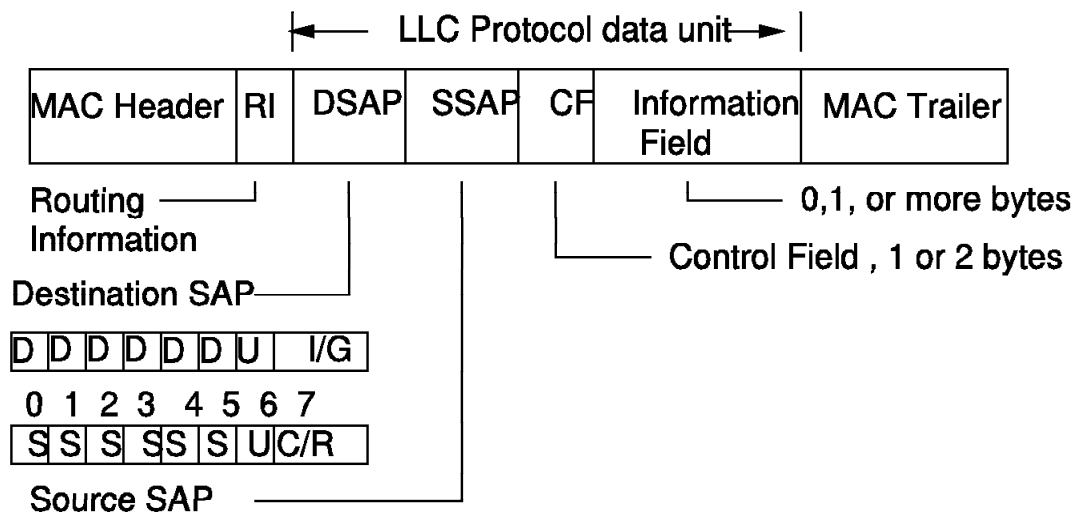 LLC Protocol data unit
MAC Header RI DSAP SSAP CF Information MAC Trailer
Field
Routing 0,1, or more bytes
Information
Control Field , 1 or 2 bytes
Destination SAP
D D D D D D U I/G
0 1 2 3 4 5 6 7
S S S S S S U C/R
Source SAP